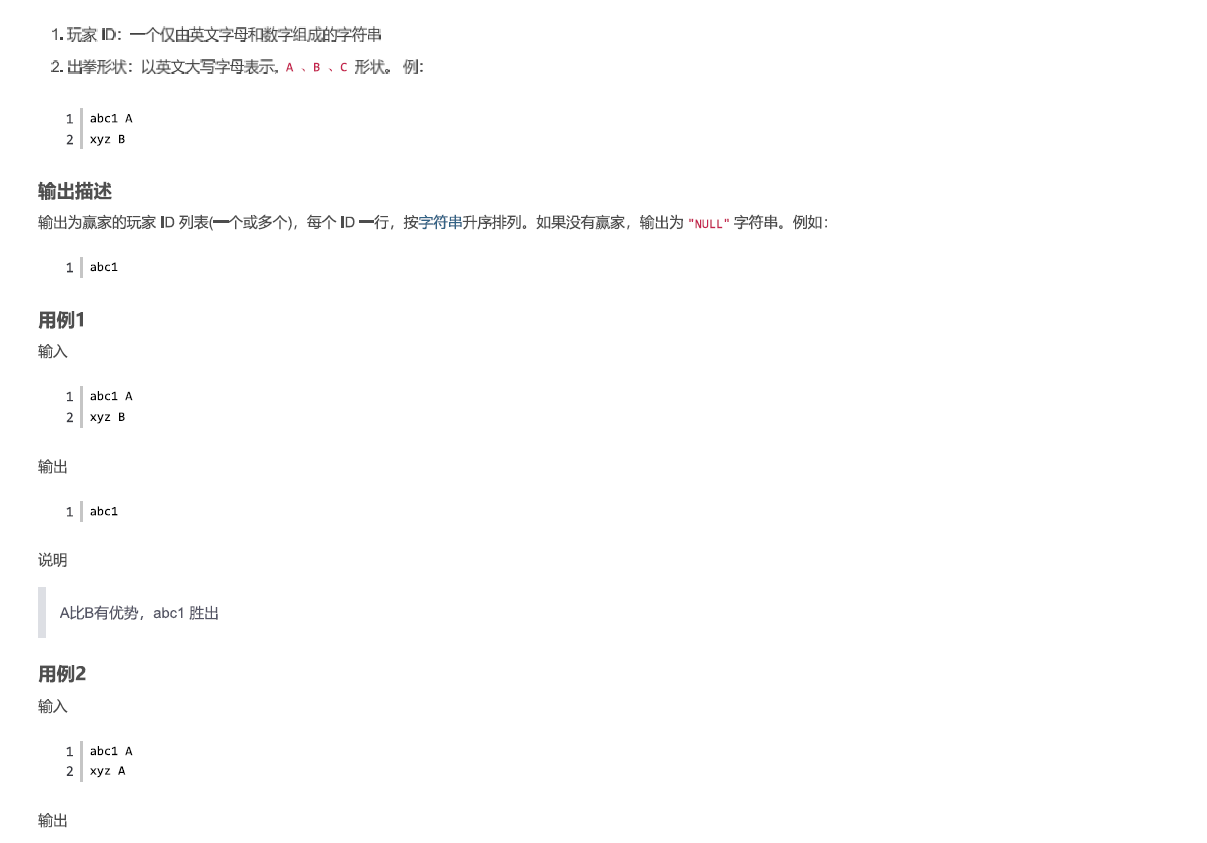 1. 玩家 ID：一个仅由英文字母和数字组成的字符串
2. 出拳形状：以英文大写字母表示，A 、B 、C 形状。 例：
1 abc1 A
2 xyz B
输出描述
输出为赢家的玩家 ID 列表(一个或多个)，每个 ID 一行，按字符串升序排列。如果没有赢家，输出为 "NULL" 字符串。例如：
1 abc1
用例1
输入
1 abc1 A
2 xyz B
输出
1 abc1
说明
A比B有优势，abc1 胜出
用例2
输入
1 abc1 A
2 xyz A
输出